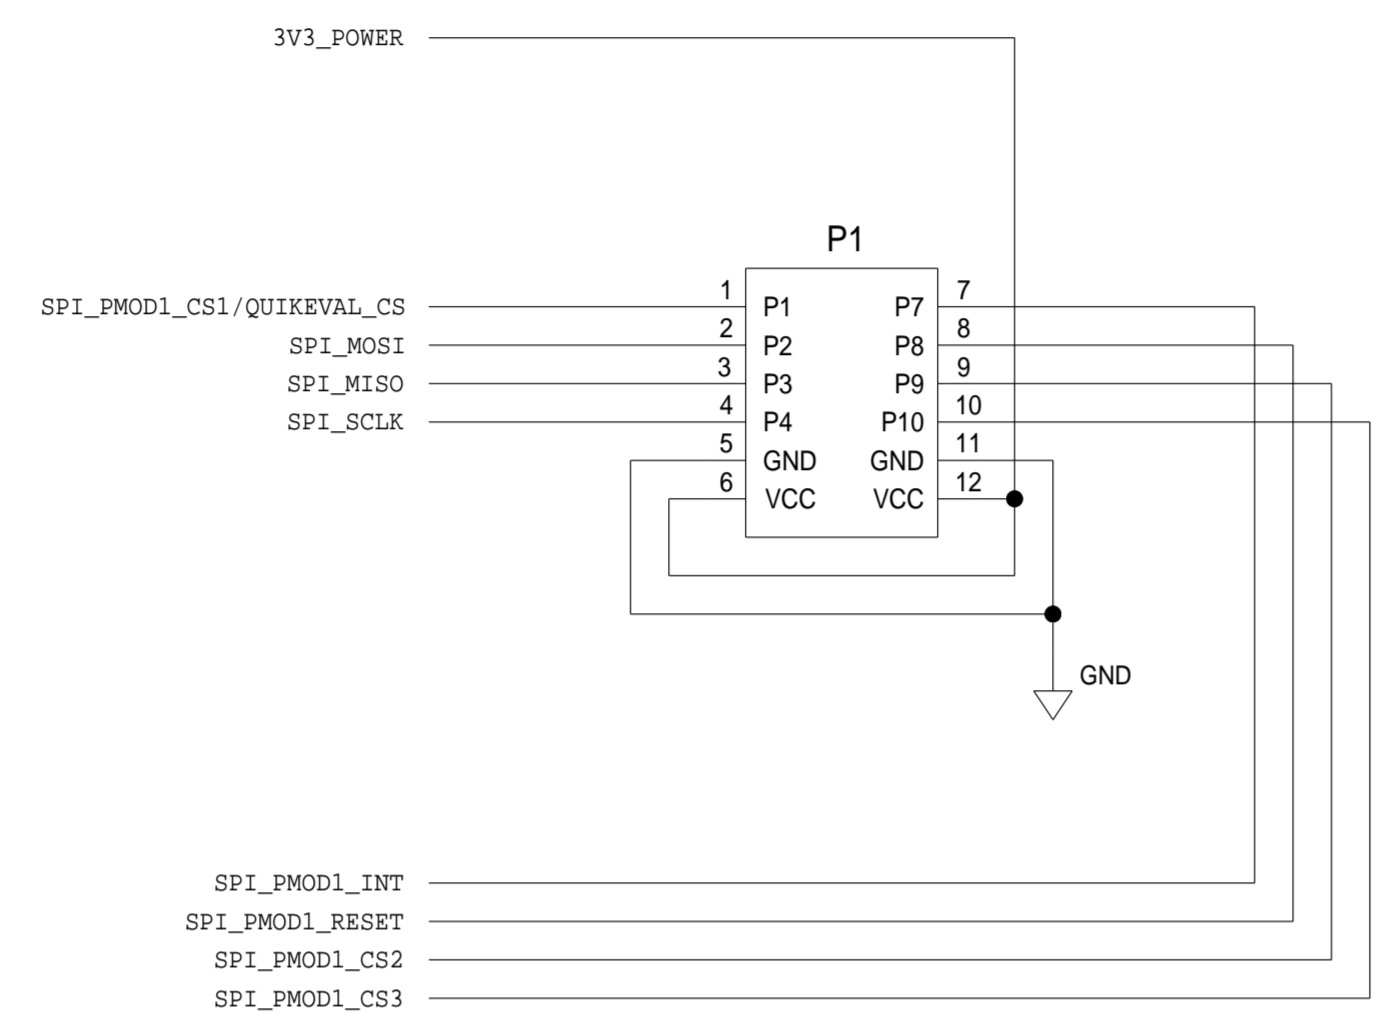 3V3_POWER
P1
1 P1 P7 7
SPI_PMOD1_CS1/QUIKEVAL_CS
2 P2 P8 8
SPI_MOSI
3 P3 P9 9
SPI_MISO
4 P4 P10 10
SPI_SCLK
5 GND GND 11
6 VCC VCC 12
GND
SPI_PMOD1_INT
SPI_PMOD1_RESET
SPI_PMOD1_CS2
SPI_PMOD1_CS3